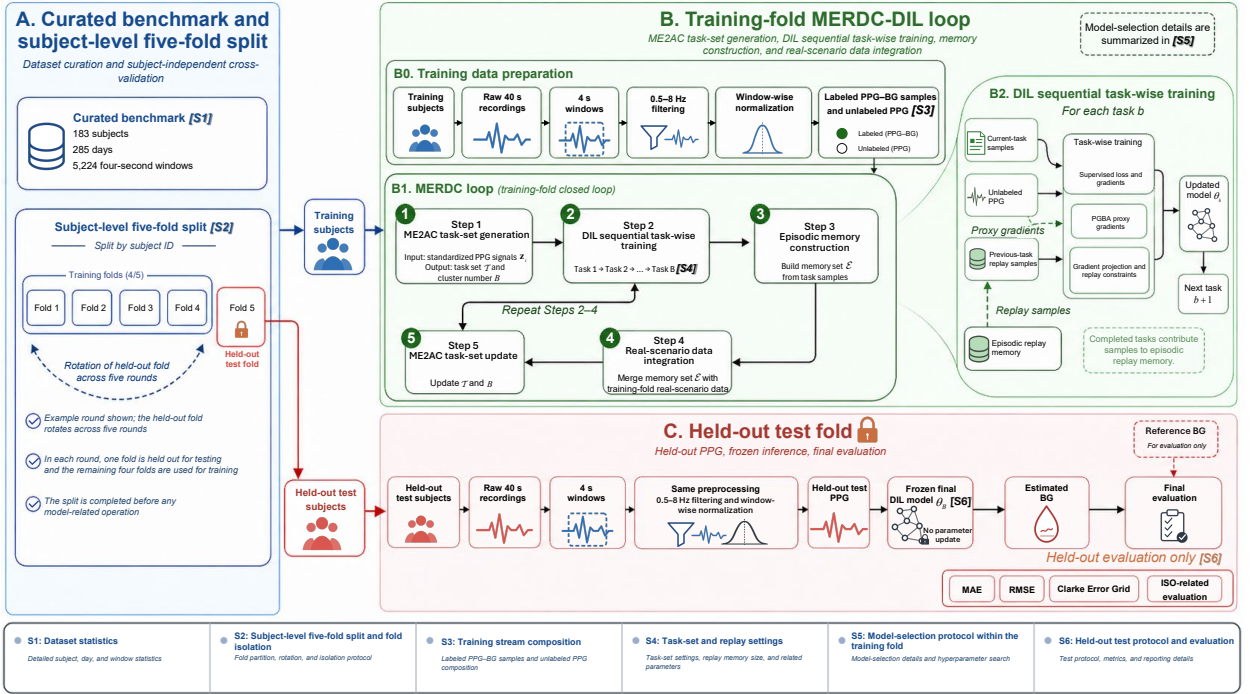 A. Curated benchmark and
subject-level five-fold split
Dataset curation and subject-independent cross-
validation
Curated benchmark [S1]
183 subjects
285 days
5,224 four-second windows
Subject-level five-fold split [S2]
Split by subject ID
Training folds (4/5)
Fold 1
Fold 2
Fold 3
Fold 4
Fold 5
Held-out
test fold
Rotation of held-out fold
across five rounds
Example round shown; the held-out fold
rotates across five rounds
In each round, one fold is held out for testing
and the remaining four folds are used for training
The split is completed before any
model-related operation
Training
subjects
Held-out test
subjects
B. Training-fold MERDC-DIL loop
ME2AC task-set generation, DIL sequential task-wise training, memory
construction, and real-scenario data integration
Model-selection details are
summarized in [S5]
B0. Training data preparation
Training
subjects
Raw 40 s
recordings
4 s
windows
0.5–8 Hz
filtering
Window-wise
normalization
Labeled PPG–BG samples
and unlabeled PPG [S3]
Labeled (PPG–BG)
Unlabeled (PPG)
B1. MERDC loop (training-fold closed loop)
1
Step 1
ME2AC task-set generation
Input: standardized PPG signals z_i
Output: task set 𝒯 and
cluster number B
2
Step 2
DIL sequential task-wise
training
Task 1 → Task 2 → ... → Task B [S4]
3
Step 3
Episodic memory
construction
Build memory set ℰ
from task samples
Repeat Steps 2–4
5
Step 5
ME2AC task-set update
Update 𝒯 and B
4
Step 4
Real-scenario data
integration
Merge memory set ℰ with
training-fold real-scenario data
B2. DIL sequential task-wise training
For each task b
Current-task
samples
Unlabeled
PPG
Proxy gradients
Previous-task
replay samples
Replay samples
Episodic replay
memory
Task-wise training
Supervised loss and
gradients
PGBA proxy
gradients
Gradient projection and
replay constraints
Updated
model θ_b
Next task
b+1
Completed tasks contribute
samples to episodic
replay memory.
C. Held-out test fold
Held-out PPG, frozen inference, final evaluation
Reference BG
For evaluation only
Held-out
test subjects
Raw 40 s
recordings
4 s
windows
Same preprocessing
0.5–8 Hz filtering and window-
wise normalization
Held-out test
PPG
Frozen final
DIL model θ_B [S6]
No parameter
update
Estimated
BG
Final
evaluation
Held-out evaluation only [S6]
MAE
RMSE
Clarke Error Grid
ISO-related
evaluation
S1: Dataset statistics
Detailed subject, day, and window statistics
S2: Subject-level five-fold split and fold
isolation
Fold partition, rotation, and isolation protocol
S3: Training stream composition
Labeled PPG–BG samples and unlabeled PPG
composition
S4: Task-set and replay settings
Task-set settings, replay memory size, and related
parameters
S5: Model-selection protocol within the
training fold
Model-selection details and hyperparameter search
S6: Held-out test protocol and evaluation
Test protocol, metrics, and reporting details